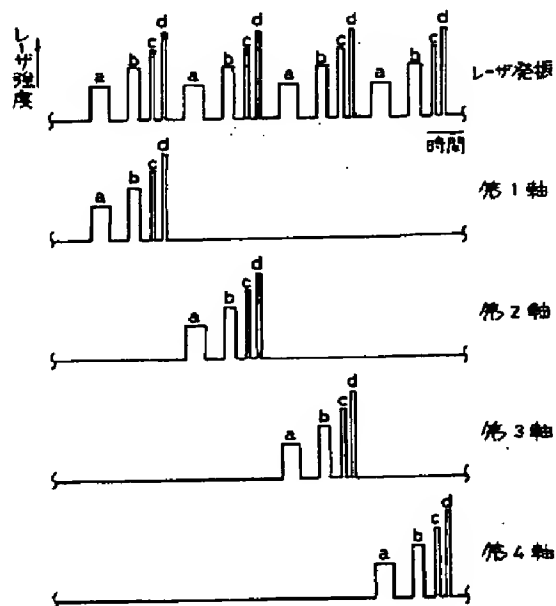 レーザ強度
a b c d a b c d a b c d a b c d
レーザ発振
時間
a b c d
第1軸
a b c d
第2軸
a b c d
第3軸
a b c d
第4軸